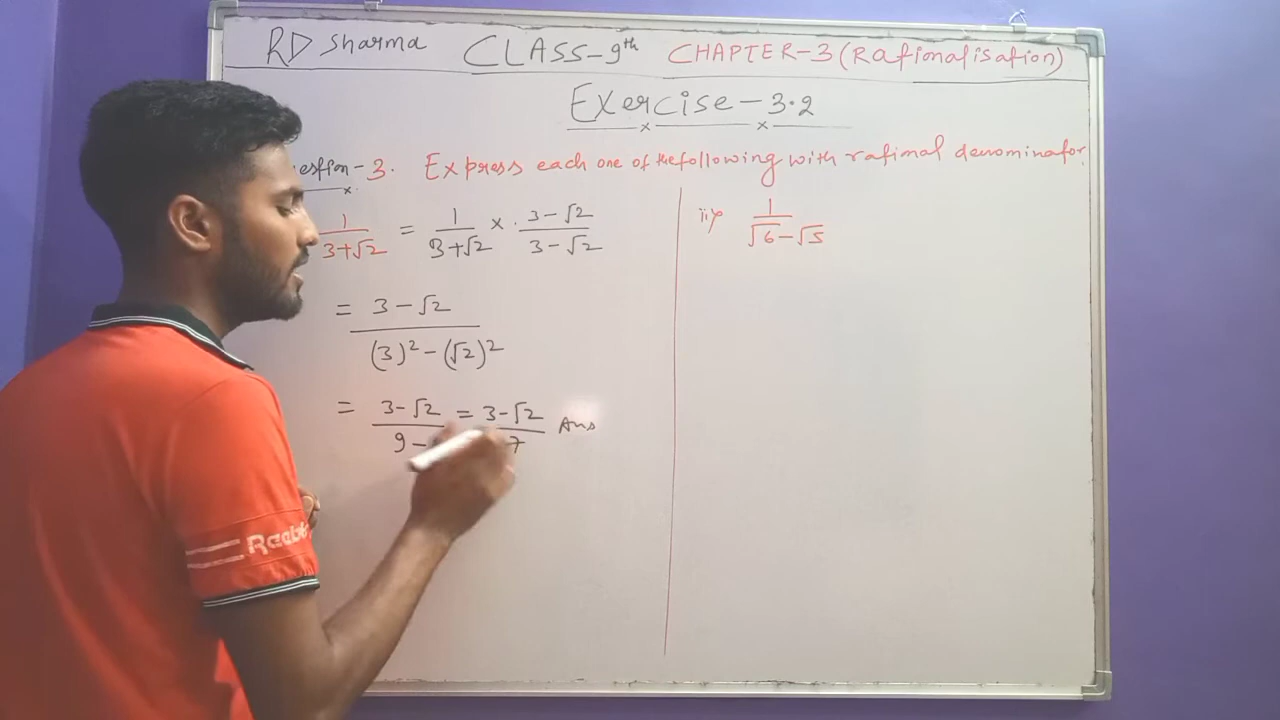 RD Sharma CLASS-9th CHAPTER-3 (Rationalisation)
Exercise-3.2
estion-3. Express each one of the following with rational denominator.
1/(3+√2) = 1/(3+√2) × (3-√2)/(3-√2)
= (3-√2)/((3)²-(√2)²)
= (3-√2)/(9- = (3-√2)/7 Ans
ii) 1/(√6-√5)